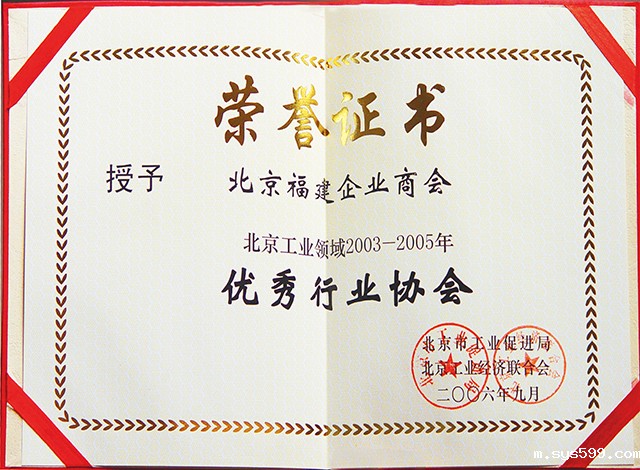 荣誉证书
授予 北京福建企业商会
北京工业领域2003-2005年
优秀行业协会
北京市工业促进局
北京工业经济联合会
二〇〇六年九月
m.sys599.com